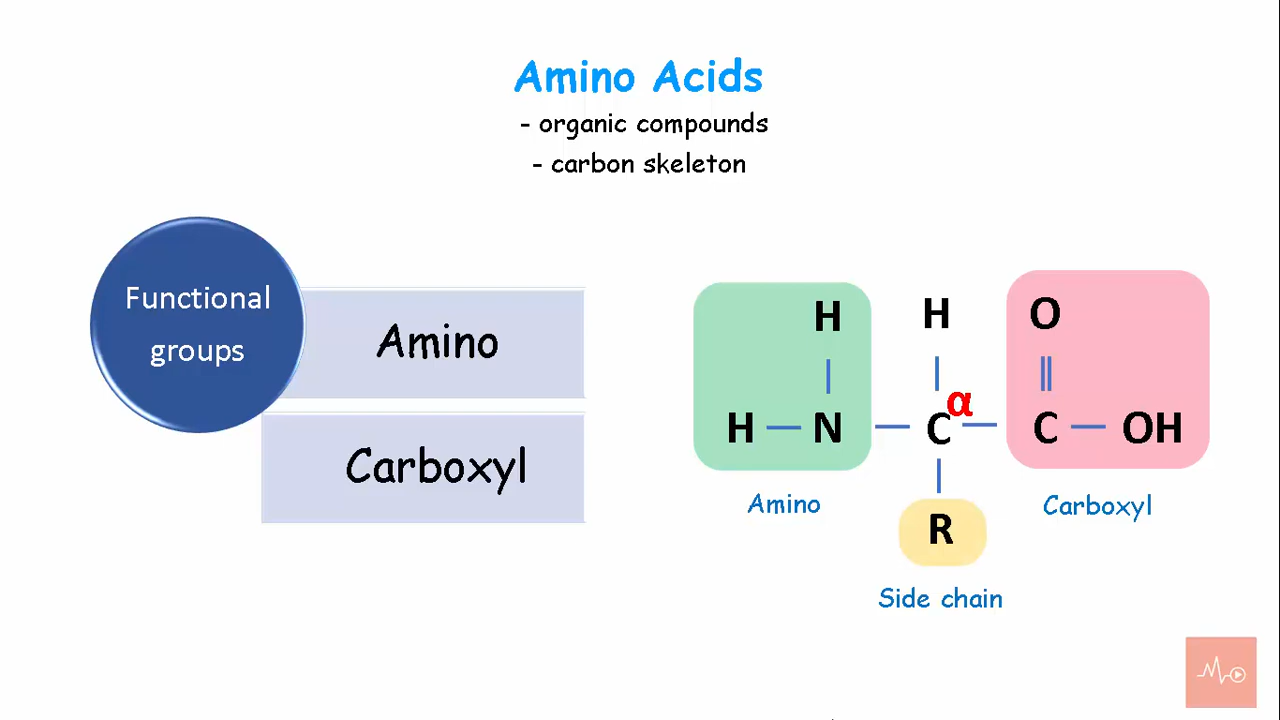 Amino Acids
- organic compounds
- carbon skeleton
Functional
groups
Amino
Carboxyl
H H O
H N C α C OH
Amino
Carboxyl
R
Side chain